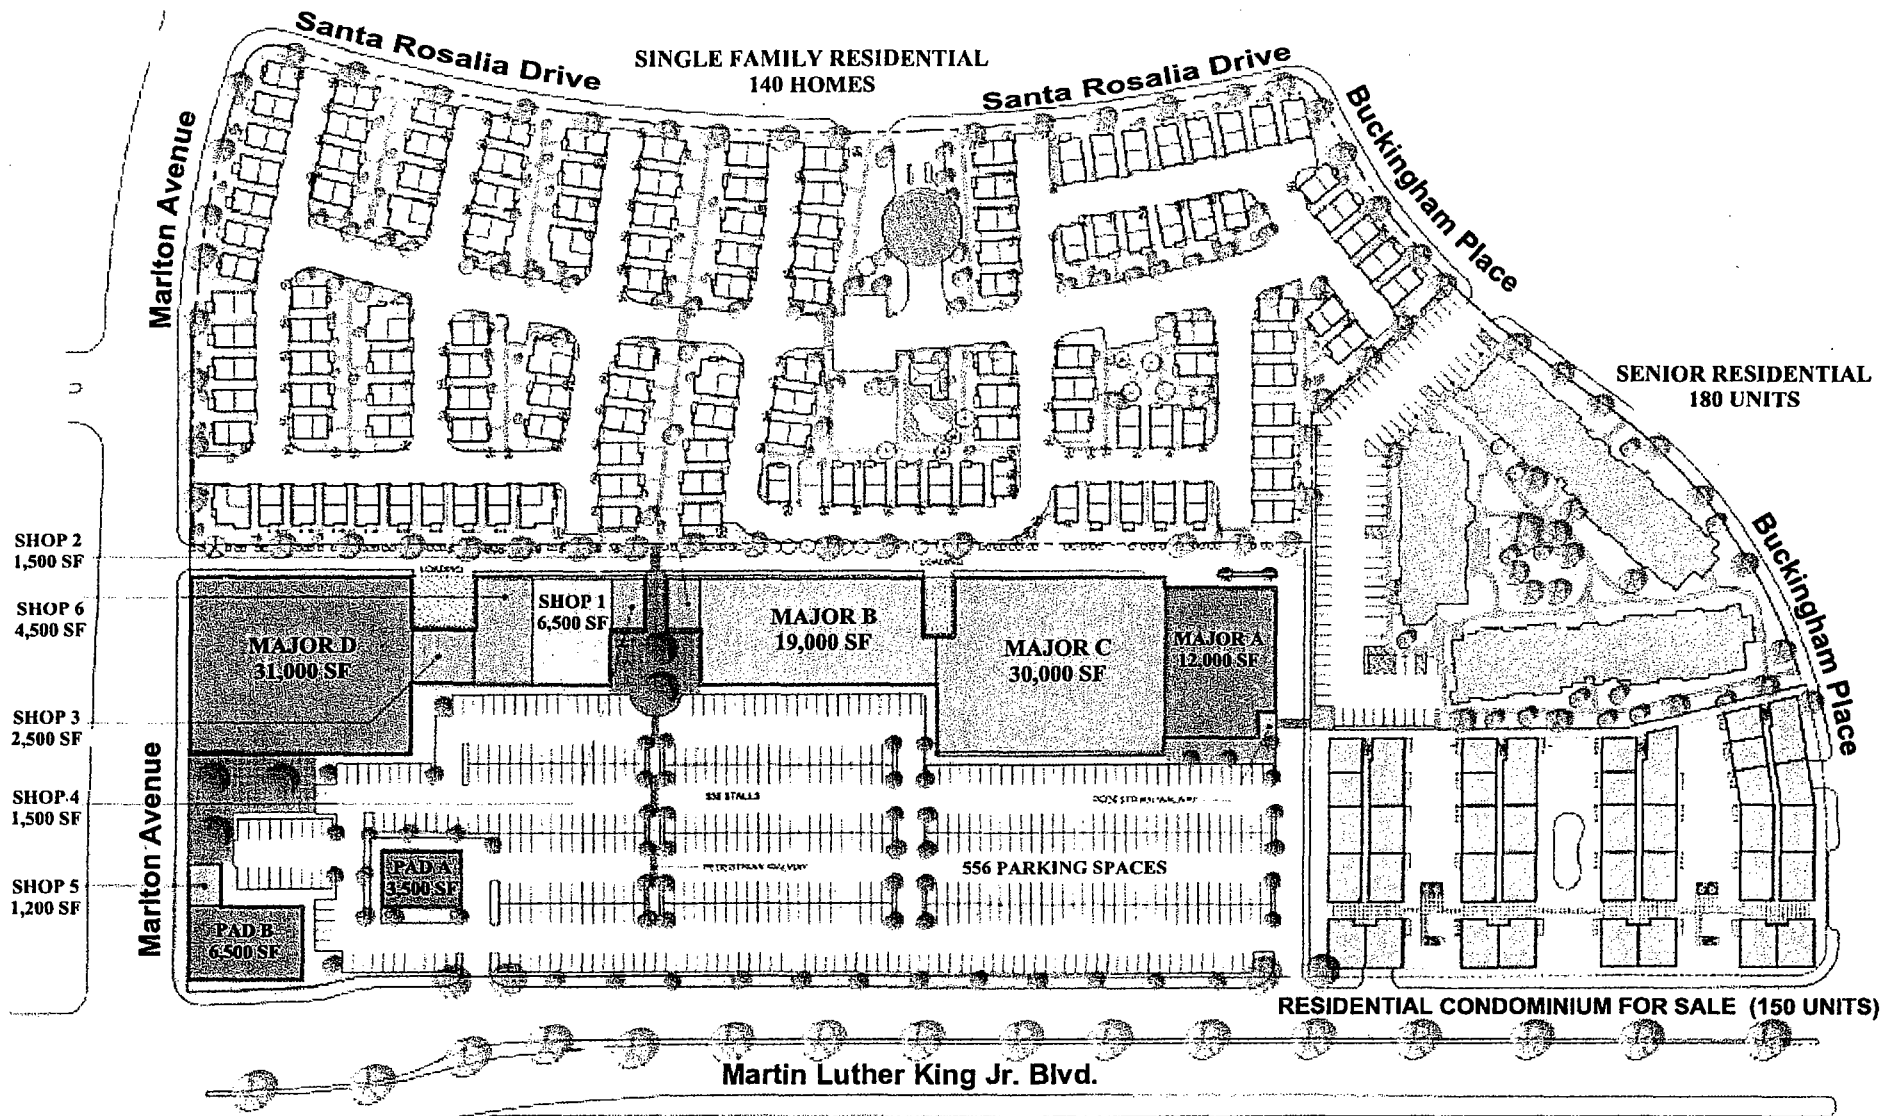 Santa Rosalia Drive
SINGLE FAMILY RESIDENTIAL
140 HOMES
Santa Rosalia Drive
Buckingham Place
Marlton Avenue
SENIOR RESIDENTIAL
180 UNITS
Buckingham Place
SHOP 2
1,500 SF
SHOP 6
4,500 SF
SHOP 3
2,500 SF
SHOP 4
1,500 SF
SHOP 5
1,200 SF
Marlton Avenue
LOADING
LOADING
MAJOR D
31,000 SF
SHOP 1
6,500 SF
MAJOR B
19,000 SF
MAJOR C
30,000 SF
MAJOR A
12,000 SF
PAD A
3,500 SF
PAD B
6,500 SF
STALLS
556 PARKING SPACES
RESIDENTIAL CONDOMINIUM FOR SALE (150 UNITS)
Martin Luther King Jr. Blvd.